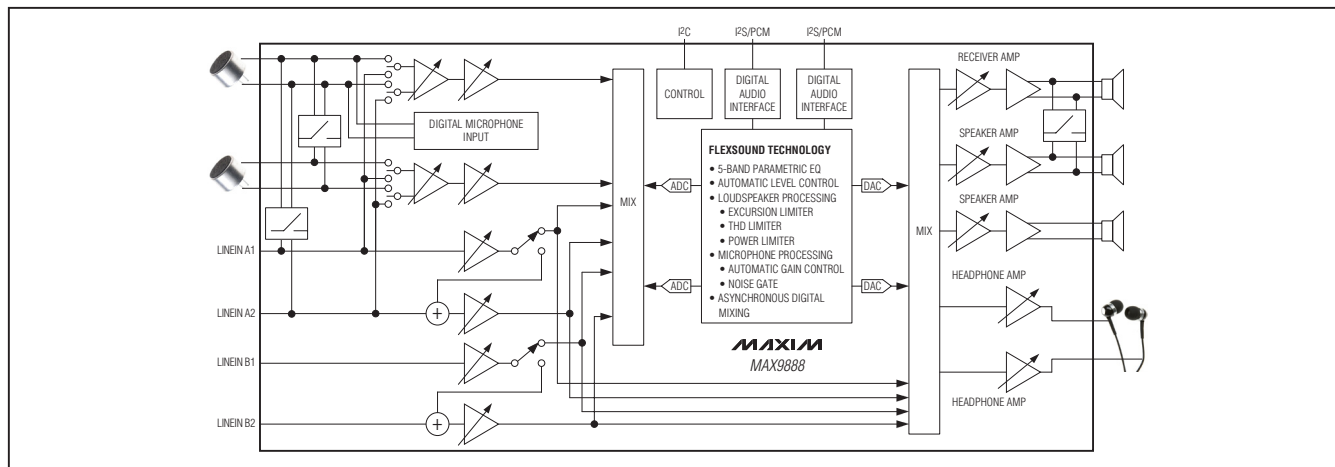 I²C
I²S/PCM
I²S/PCM
RECEIVER AMP
CONTROL
DIGITAL
AUDIO
INTERFACE
DIGITAL
AUDIO
INTERFACE
DIGITAL MICROPHONE
INPUT
FLEXSOUND TECHNOLOGY
• 5-BAND PARAMETRIC EQ
• AUTOMATIC LEVEL CONTROL
• LOUDSPEAKER PROCESSING
• EXCURSION LIMITER
• THD LIMITER
• POWER LIMITER
• MICROPHONE PROCESSING
• AUTOMATIC GAIN CONTROL
• NOISE GATE
• ASYNCHRONOUS DIGITAL
MIXING
SPEAKER AMP
MIX
ADC
DAC
SPEAKER AMP
MIX
LINEIN A1
HEADPHONE AMP
ADC
DAC
LINEIN A2
+
MAXIM
MAX9888
LINEIN B1
HEADPHONE AMP
LINEIN B2
+